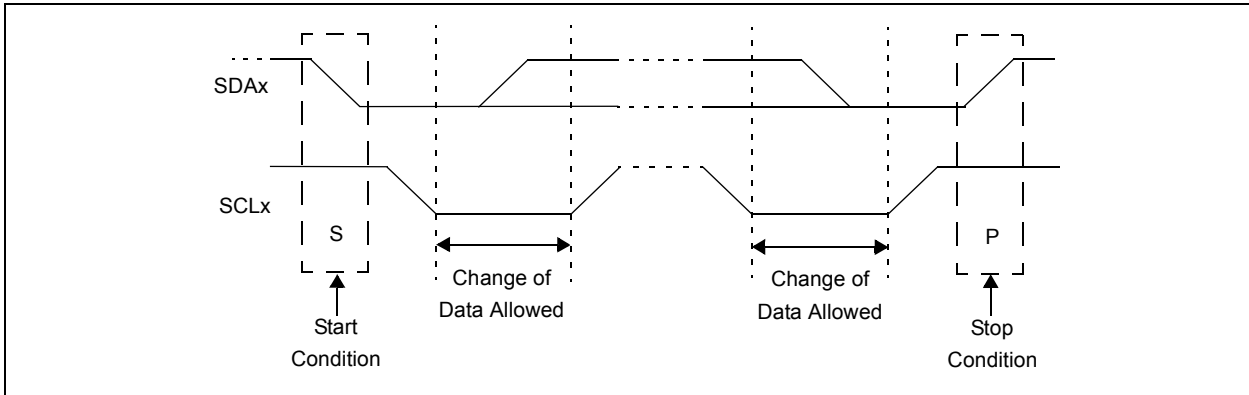 SDAx
SCLx
S
P
Change of
Data Allowed
Change of
Data Allowed
Start
Condition
Stop
Condition